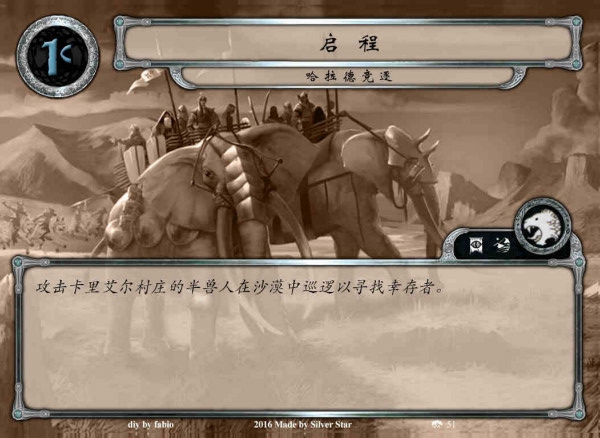 1c
启程
哈拉德竞逐
攻击卡里艾尔村庄的半兽人在沙漠中巡逻以寻找幸存者。
diy by fabio 2016 Made by Silver Star 51